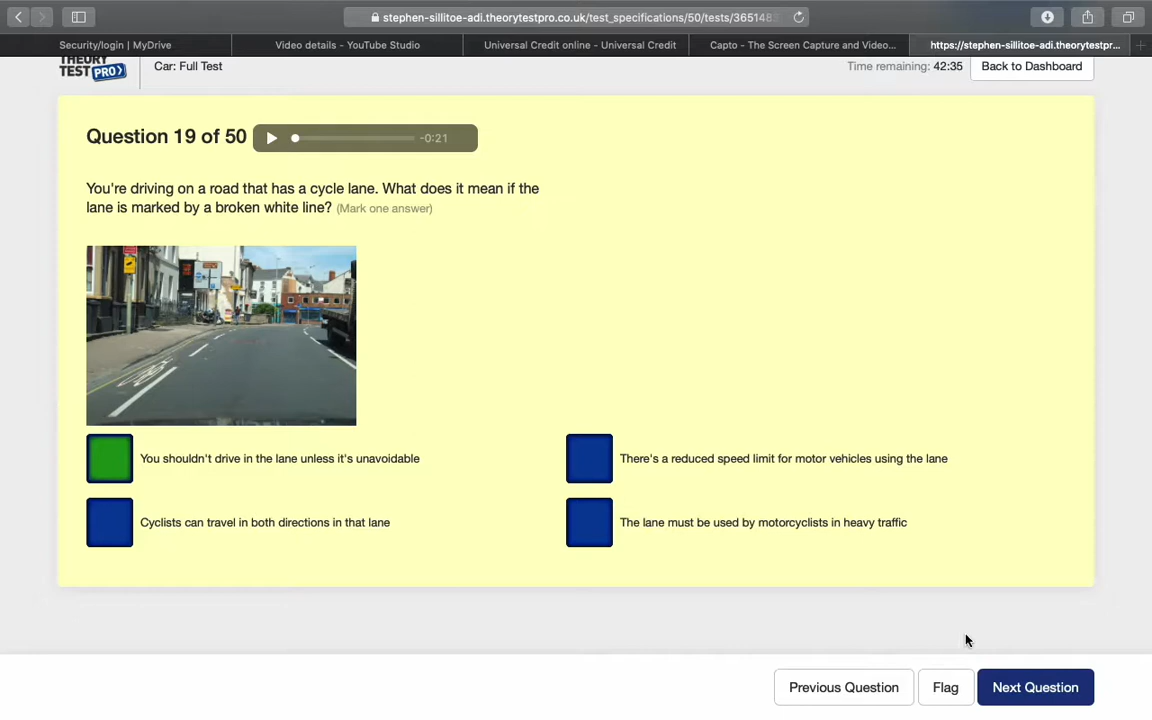 stephen-sillitoe-adi.theorytestpro.co.uk/test_specifications/50/tests/3651483
Security/login | MyDrive
Video details - YouTube Studio
Universal Credit online - Universal Credit
Capto - The Screen Capture and Video...
https://stephen-sillitoe-adi.theorytestpr...
THEORY
TEST PRO
Car: Full Test
Time remaining: 42:35
Back to Dashboard
Question 19 of 50
-0:21
You're driving on a road that has a cycle lane. What does it mean if the
lane is marked by a broken white line? (Mark one answer)
You shouldn't drive in the lane unless it's unavoidable
There's a reduced speed limit for motor vehicles using the lane
Cyclists can travel in both directions in that lane
The lane must be used by motorcyclists in heavy traffic
Previous Question
Flag
Next Question